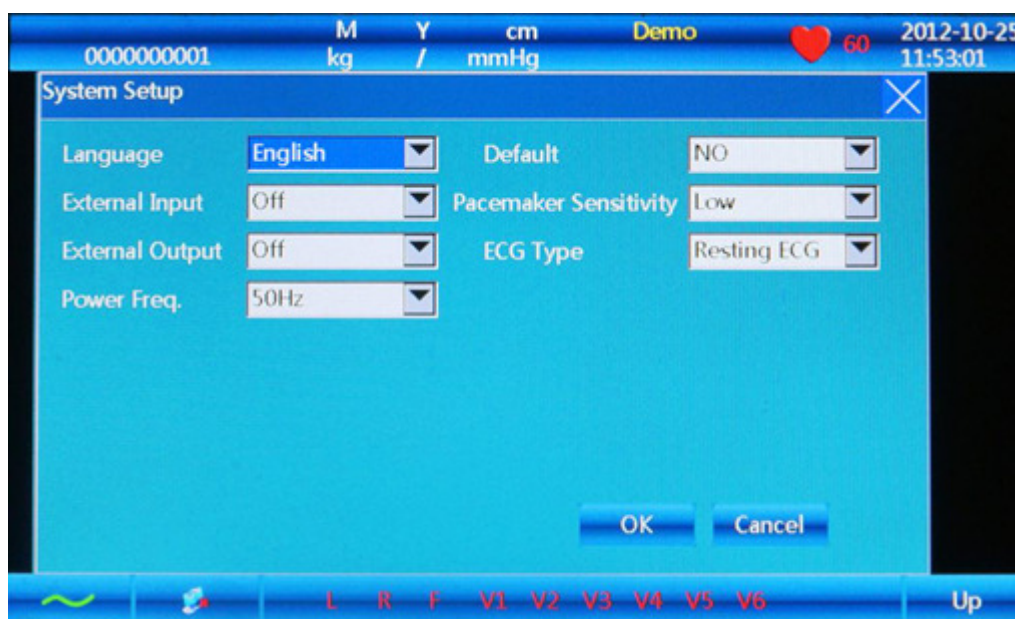 M Y cm Demo 60 2012-10-25
0000000001 kg / mmHg 11:53:01
System Setup
Language English Default NO
External Input Off Pacemaker Sensitivity Low
External Output Off ECG Type Resting ECG
Power Freq. 50Hz
OK Cancel
L R F V1 V2 V3 V4 V5 V6 Up